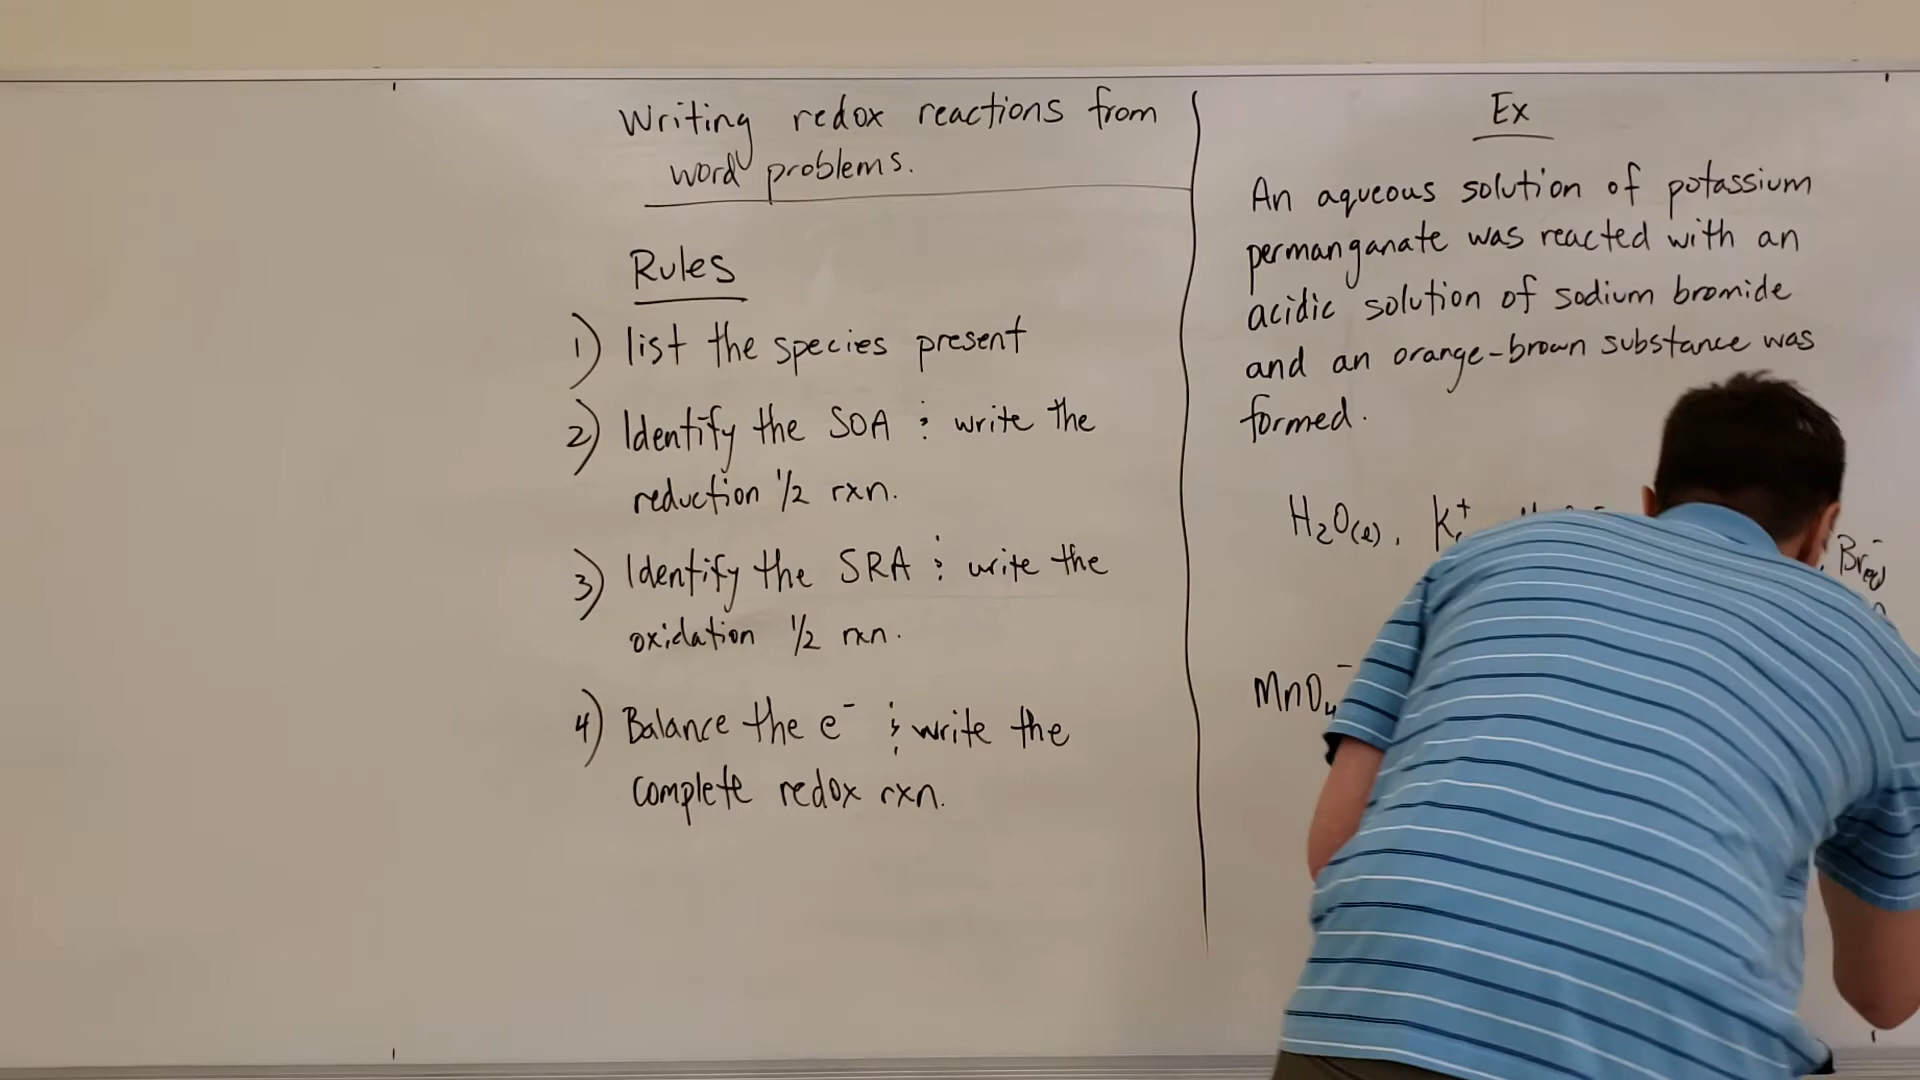 Writing redox reactions from
word problems.
Rules
1) list the species present
2) Identify the SOA & write the
reduction 1/2 rxn.
3) Identify the SRA & write the
oxidation 1/2 rxn.
4) Balance the e⁻ & write the
complete redox rxn.
Ex
An aqueous solution of potassium
permanganate was reacted with an
acidic solution of sodium bromide
and an orange-brown substance was
formed.
H₂O(l), K⁺
MnO₄⁻